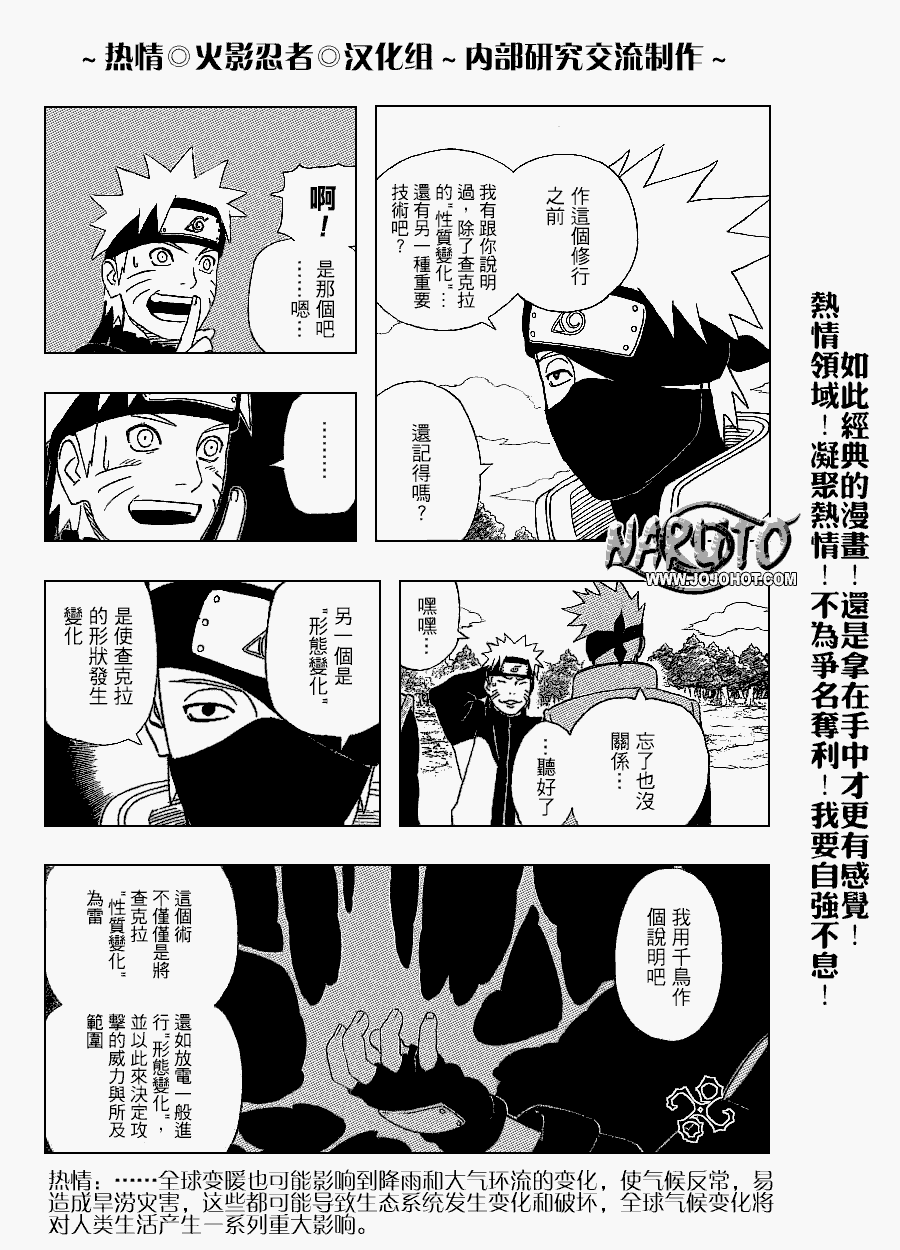 ~热情◎火影忍者◎汉化组~内部研究交流制作~
作這個修行
之前
我有跟你說明
過，除了查克拉
的"性質變化"…
還有另一種重要
技術吧？
還記得嗎？
啊！
是那個吧
……嗯…
………
嘿嘿…
忘了也沒
關係…
…聽好了
另一個是
"形態變化"
是使查克拉
的形狀發生
變化
我用千鳥作
個說明吧
這個術
不僅僅是將
查克拉
"性質變化"
為雷
還如放電一般進
行"形態變化"，
並以此來決定攻
擊的威力與所及
範圍
NARUTO
WWW.JOJOHOT.COM
如此經典的漫畫！還是拿在手中才更有感覺！
熱情領域！凝聚熱情！不為爭名奪利！我要自強不息！
热情：……全球变暖也可能影响到降雨和大气环流的变化，使气候反常，易
造成旱涝灾害，这些都可能导致生态系统发生变化和破坏，全球气候变化将
对人类生活产生一系列重大影响。